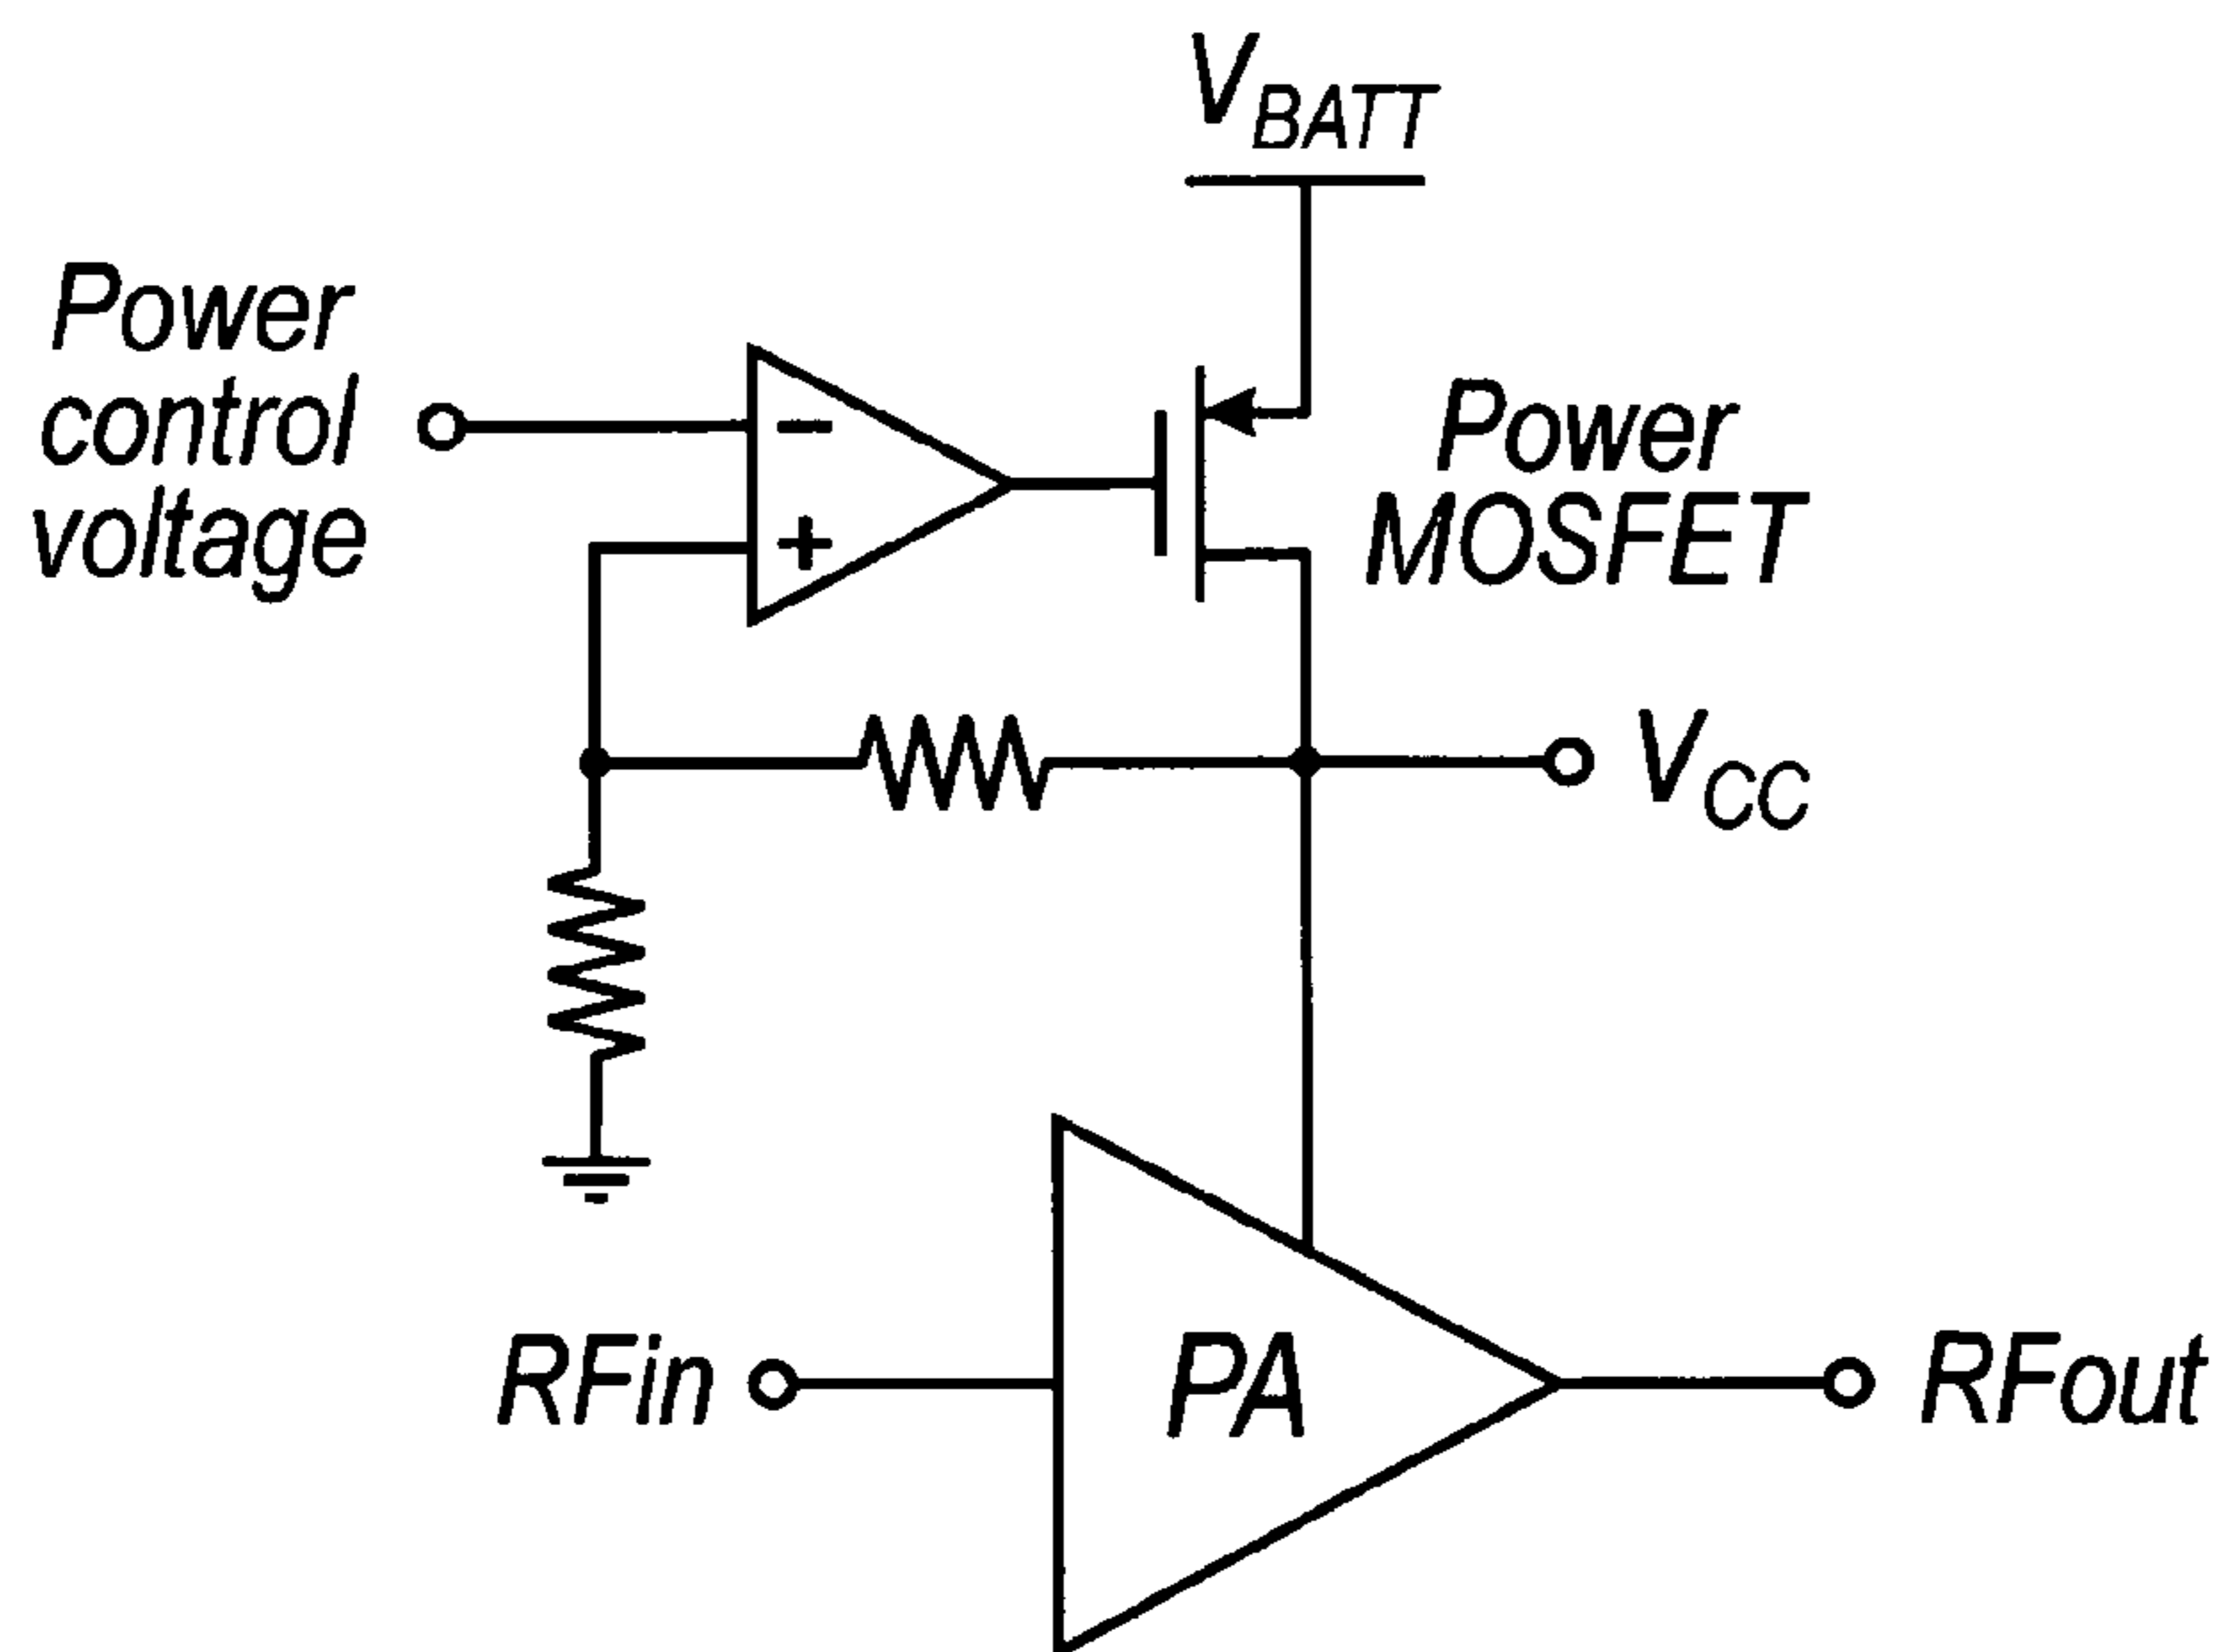 V_BATT
Power
control
voltage
−
+
Power
MOSFET
V_CC
RFin
PA
RFout